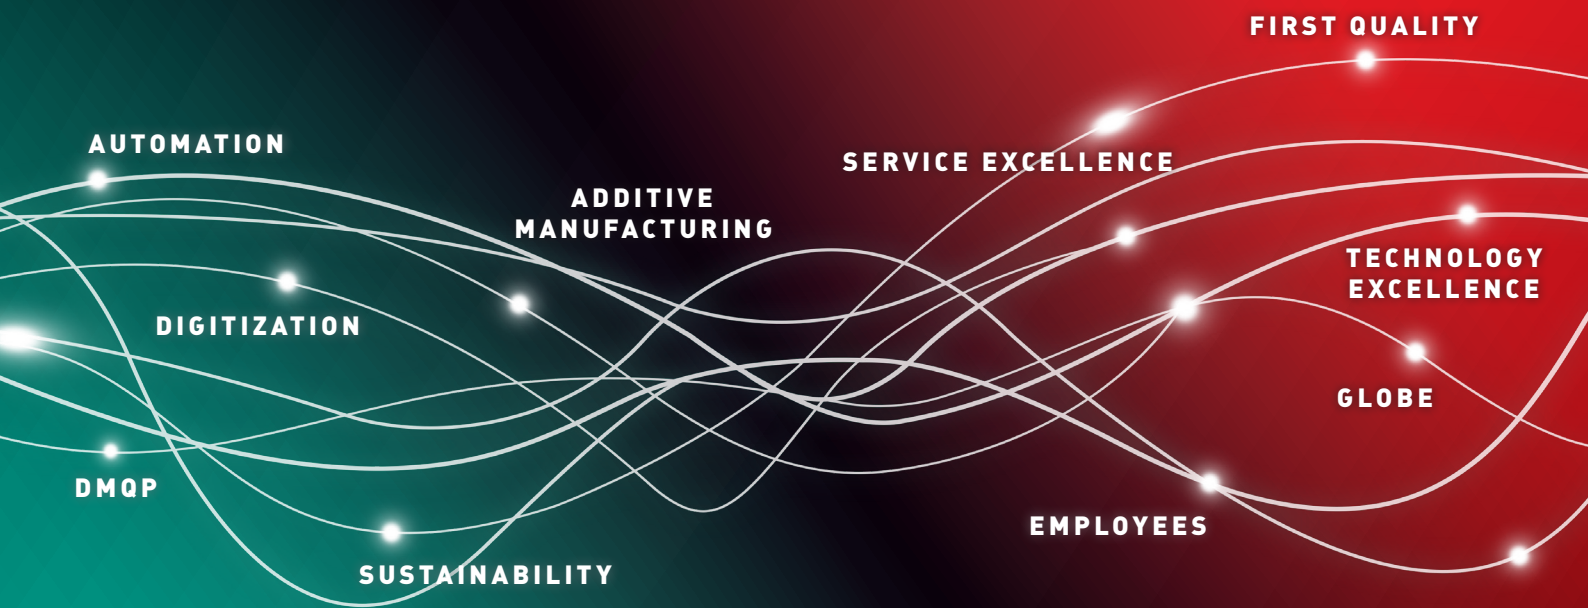 FIRST QUALITY
AUTOMATION
SERVICE EXCELLENCE
ADDITIVE
MANUFACTURING
TECHNOLOGY
EXCELLENCE
DIGITIZATION
GLOBE
DMQP
EMPLOYEES
SUSTAINABILITY